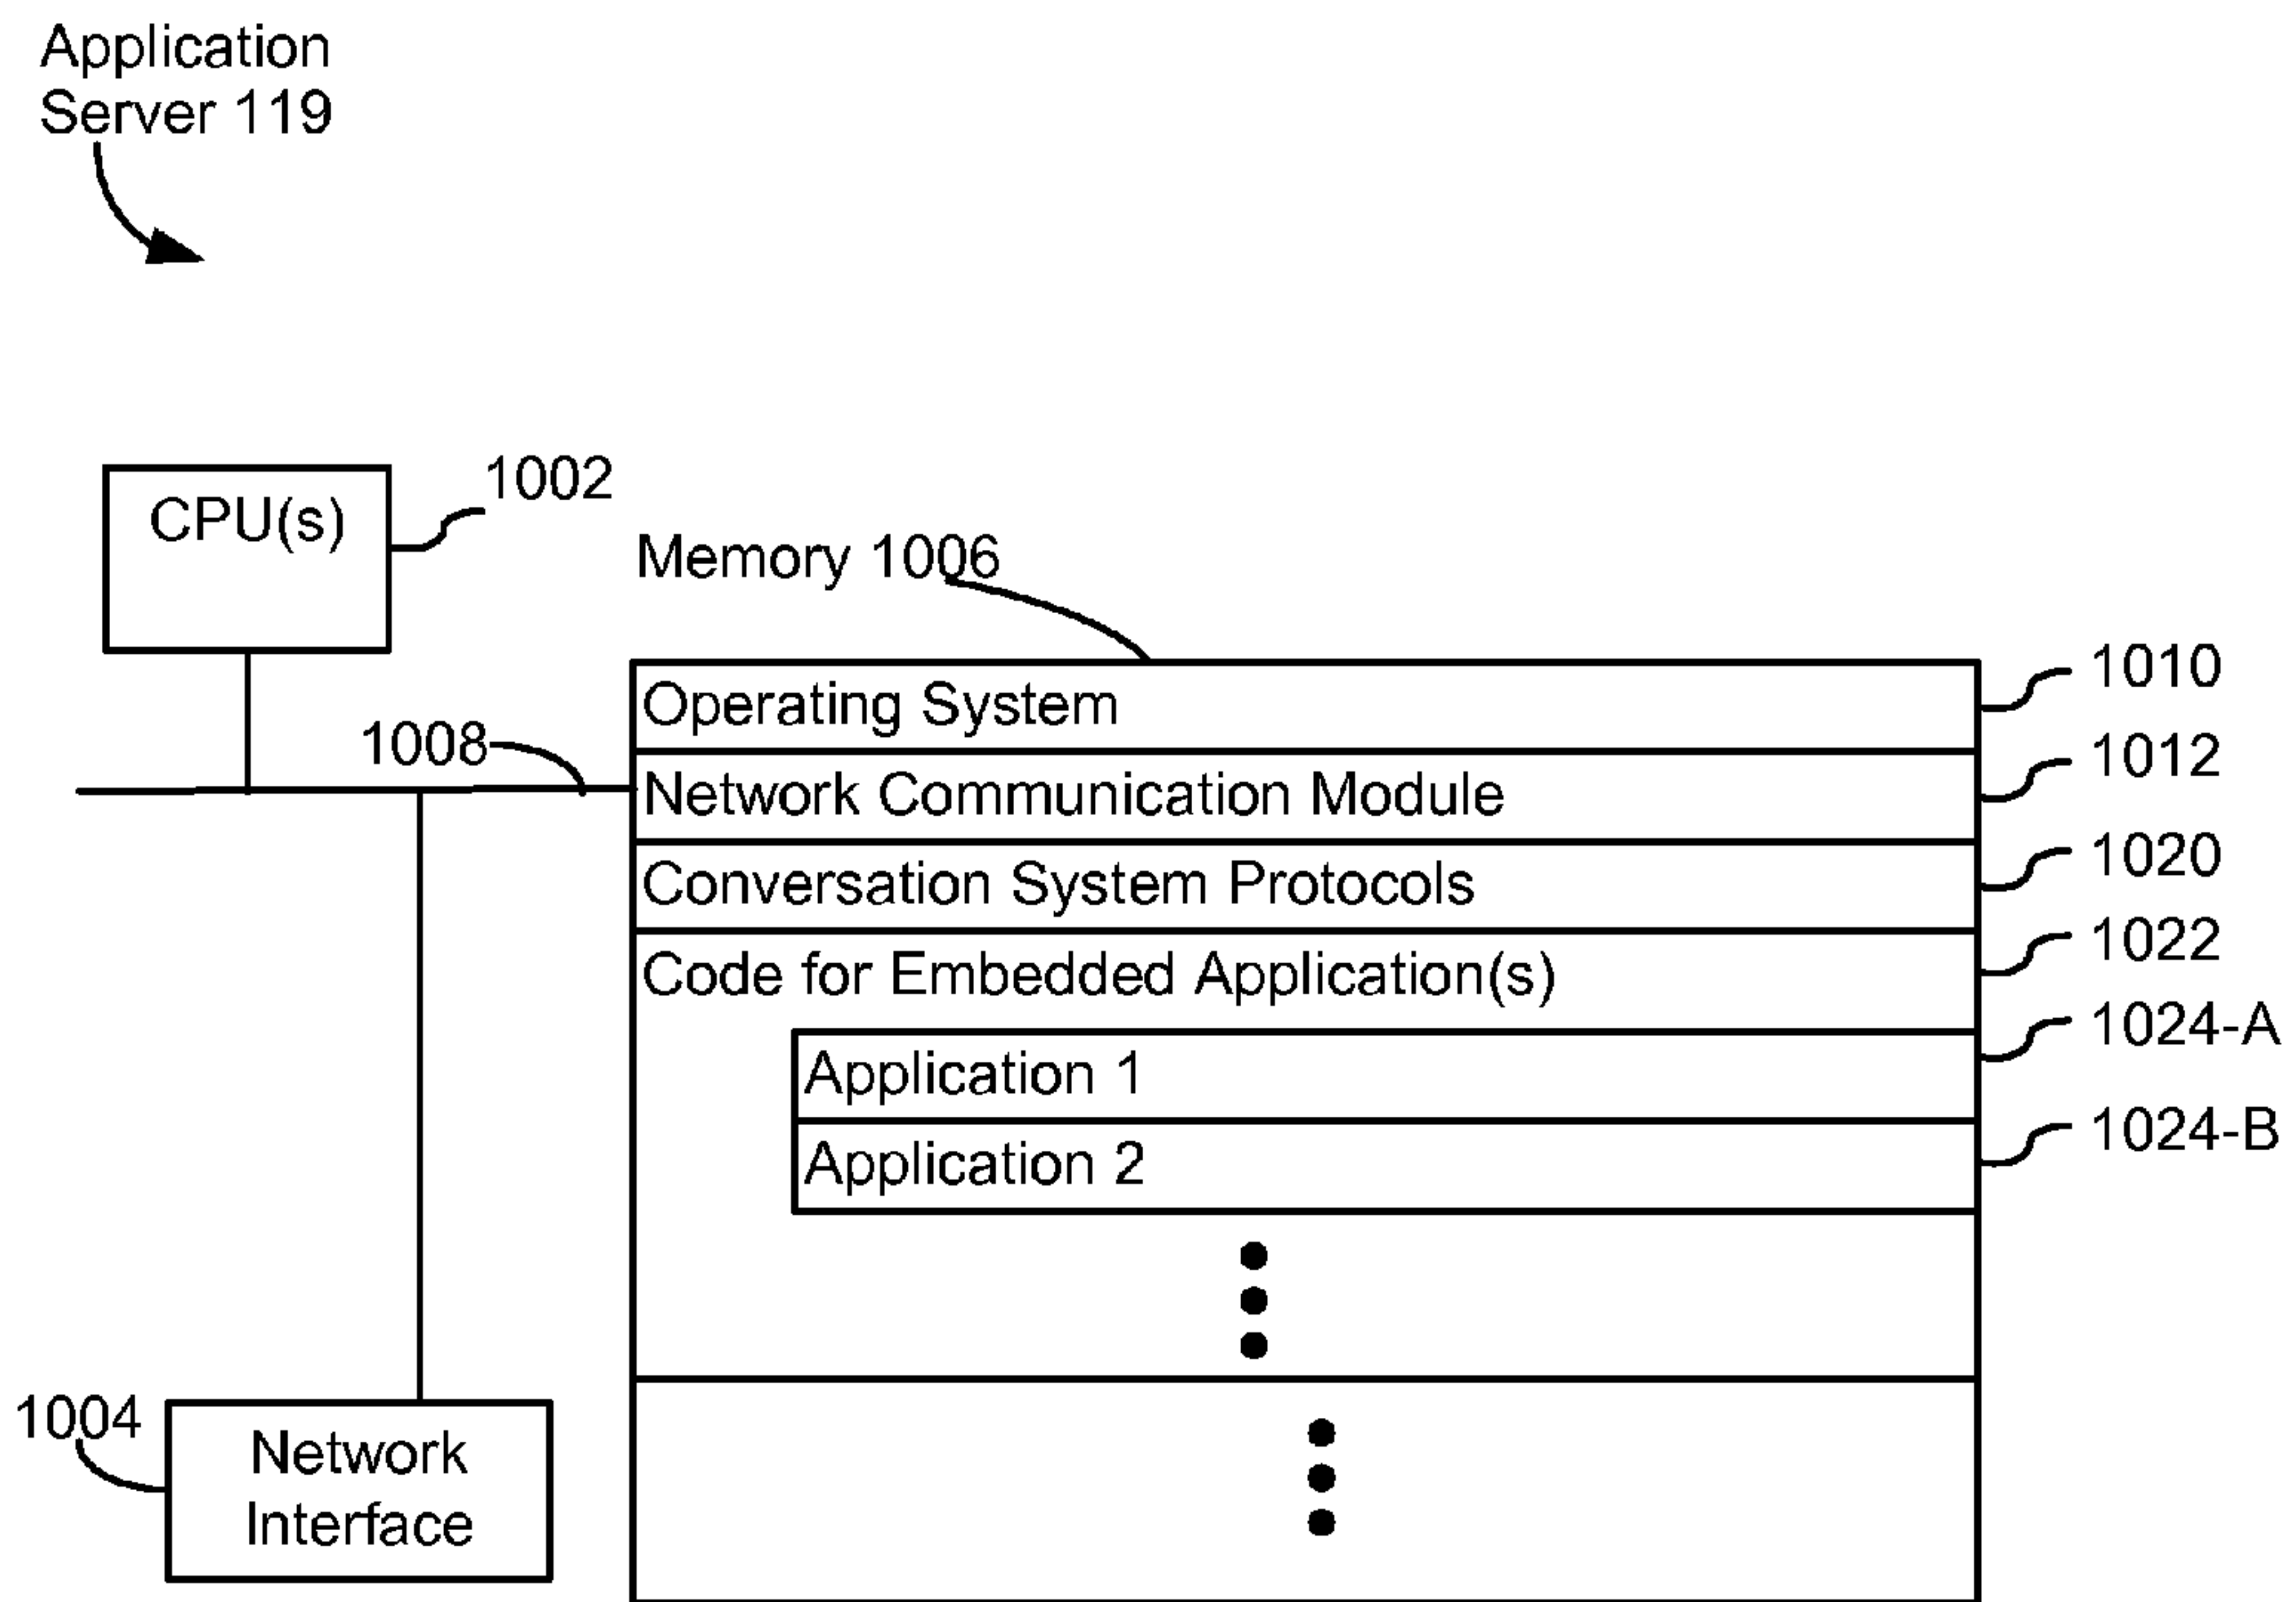 Application
Server 119
CPU(s)
1002
Memory 1006
1008
Operating System
1010
Network Communication Module
1012
Conversation System Protocols
1020
Code for Embedded Application(s)
1022
Application 1
1024-A
Application 2
1024-B
1004
Network
Interface